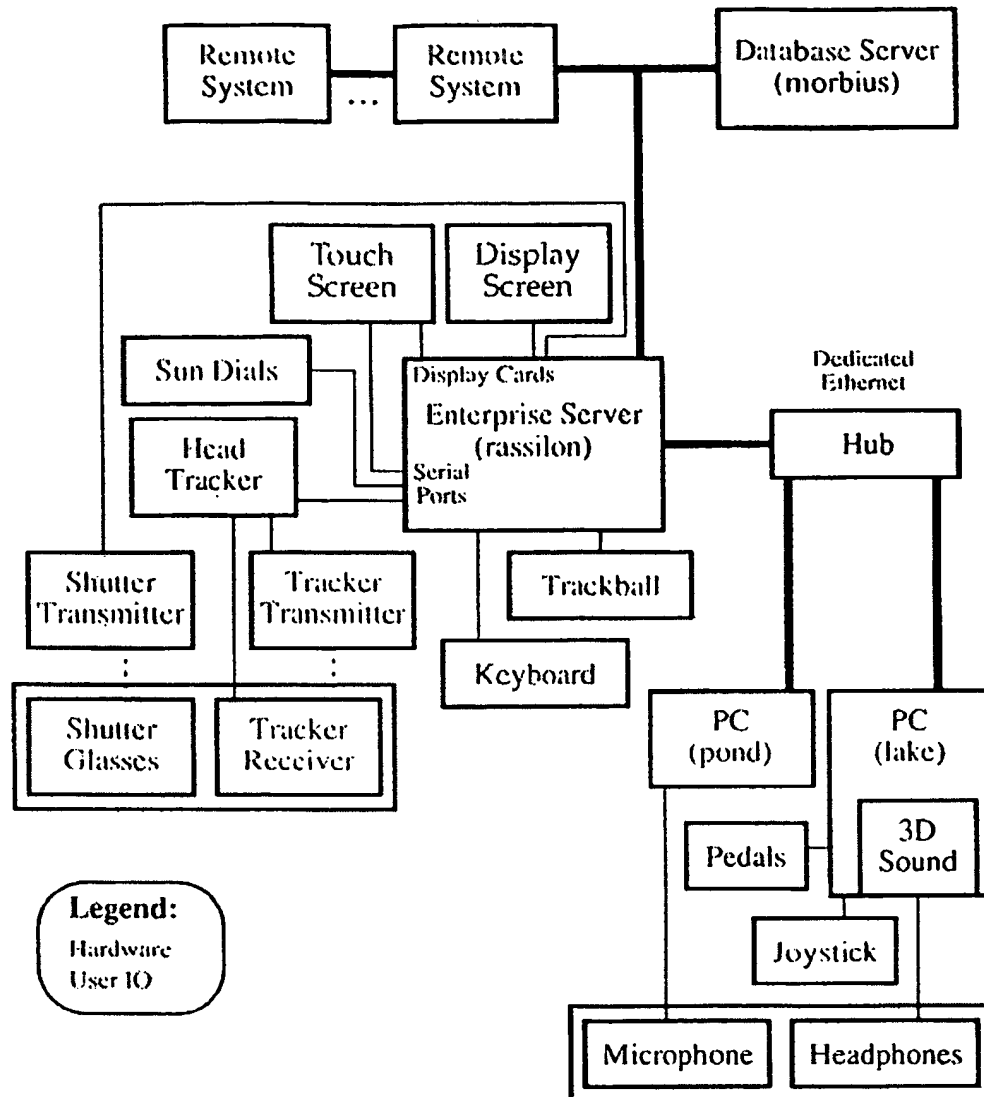 Remote
System
...
Remote
System
Database Server
(morbius)
Touch
Screen
Display
Screen
Sun Dials
Display Cards
Enterprise Server
(rassilon)
Serial
Ports
Dedicated
Ethernet
Hub
Head
Tracker
Shutter
Transmitter
Tracker
Transmitter
Trackball
Keyboard
Shutter
Glasses
Tracker
Receiver
PC
(pond)
PC
(lake)
Pedals
3D
Sound
Joystick
Microphone
Headphones
Legend:
Hardware
User IO